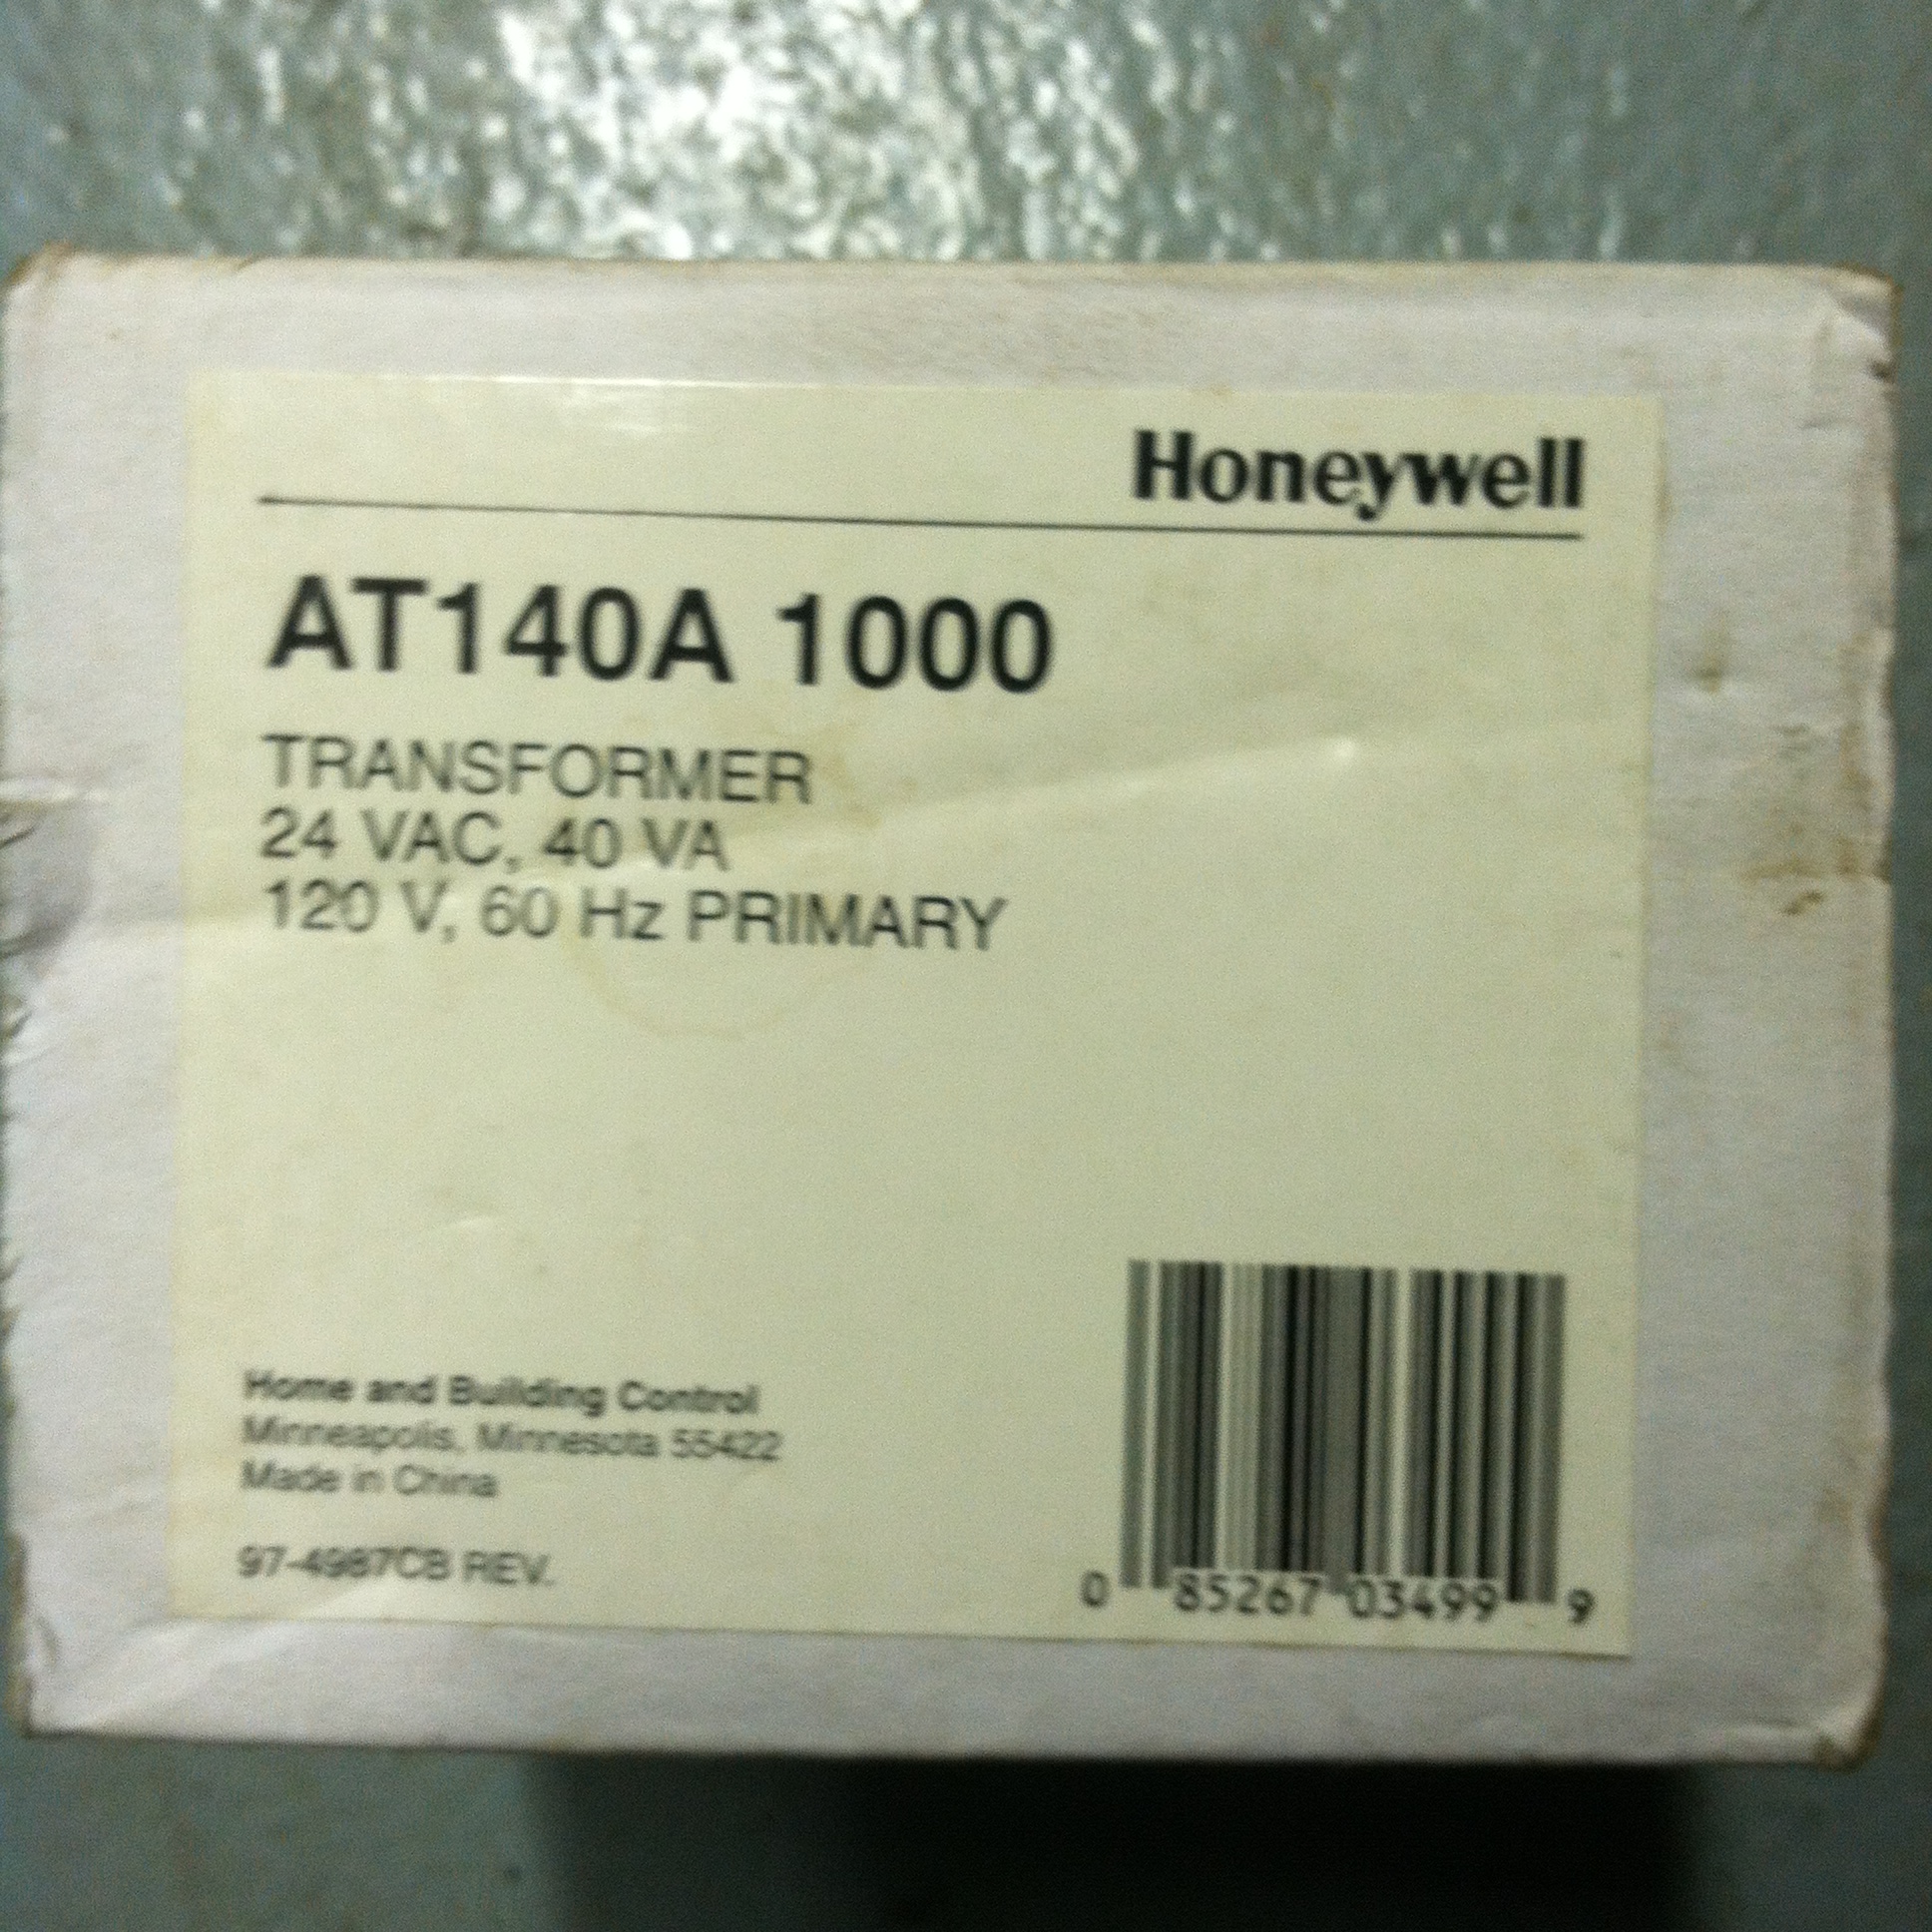 Honeywell
AT140A 1000
TRANSFORMER
24 VAC, 40 VA
120 V, 60 Hz PRIMARY
Home and Building Control
Minneapolis, Minnesota 55422
Made in China
97-4987CB REV.
0 85267 03499 9